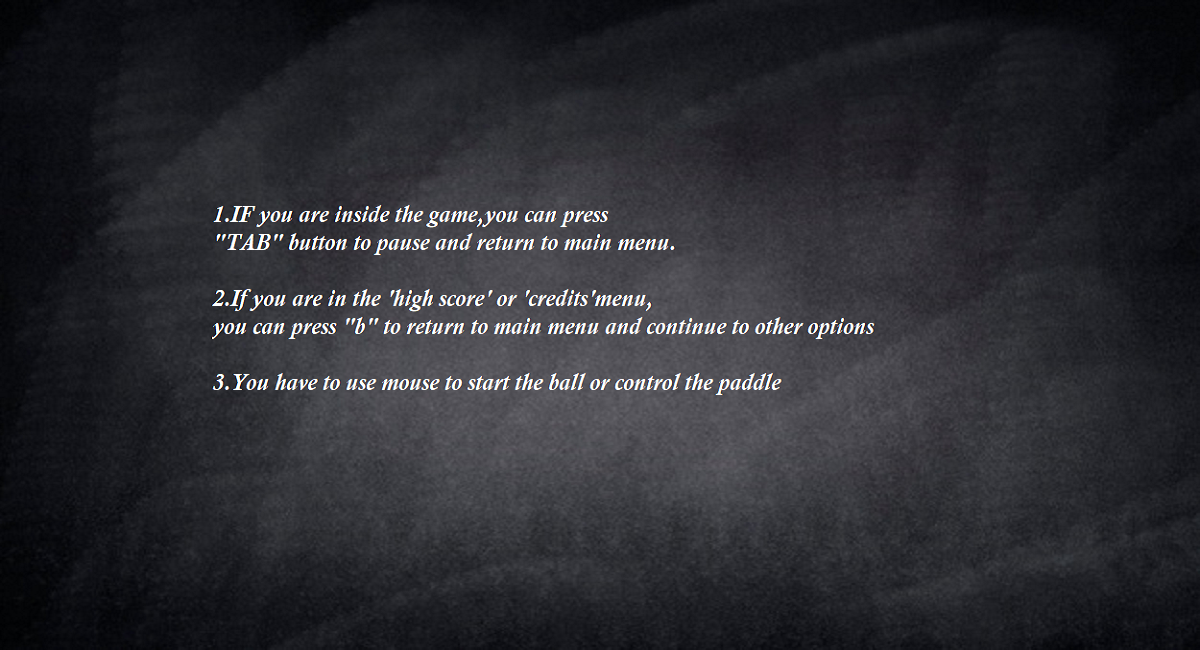 1.IF you are inside the game,you can press
"TAB" button to pause and return to main menu.
2.If you are in the 'high score' or 'credits'menu,
you can press "b" to return to main menu and continue to other options
3.You have to use mouse to start the ball or control the paddle